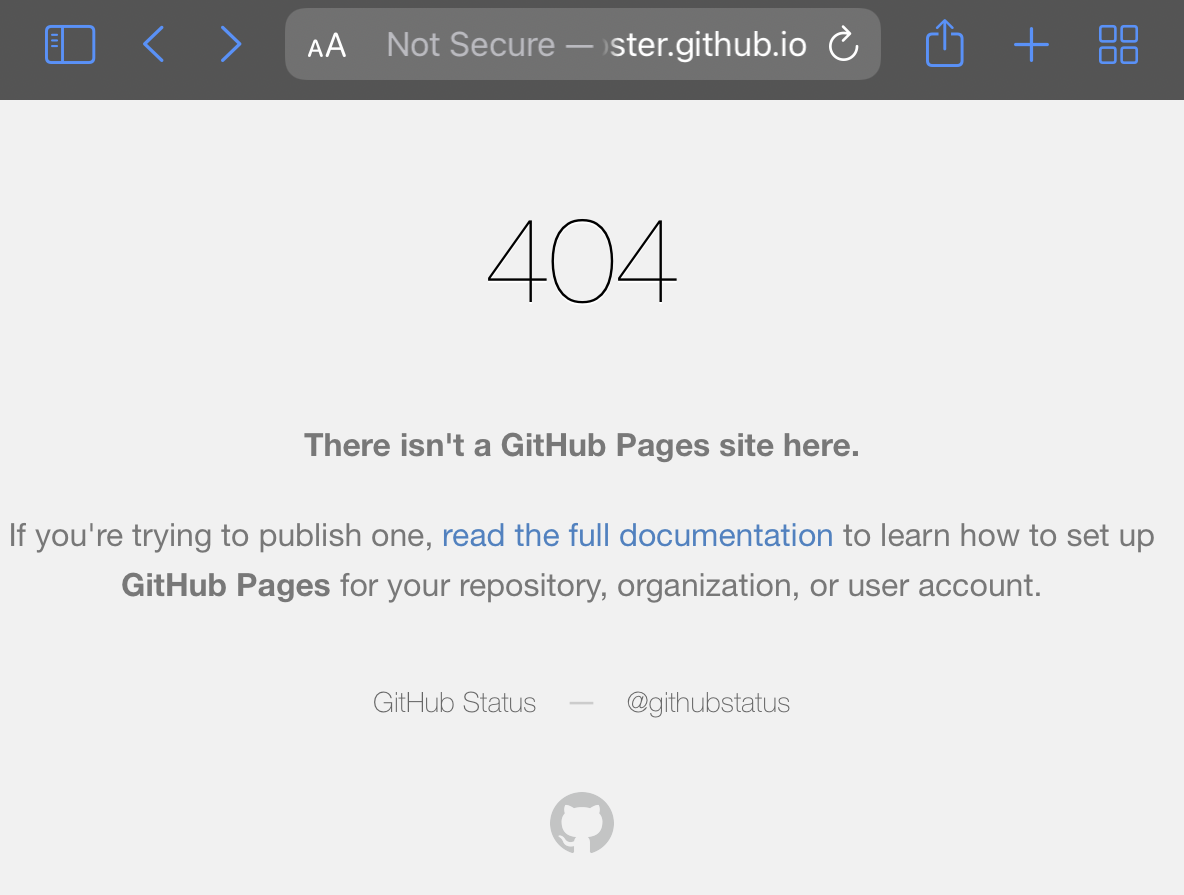 AA Not Secure — ster.github.io
404
There isn't a GitHub Pages site here.
If you're trying to publish one, read the full documentation to learn how to set up
GitHub Pages for your repository, organization, or user account.
GitHub Status — @githubstatus